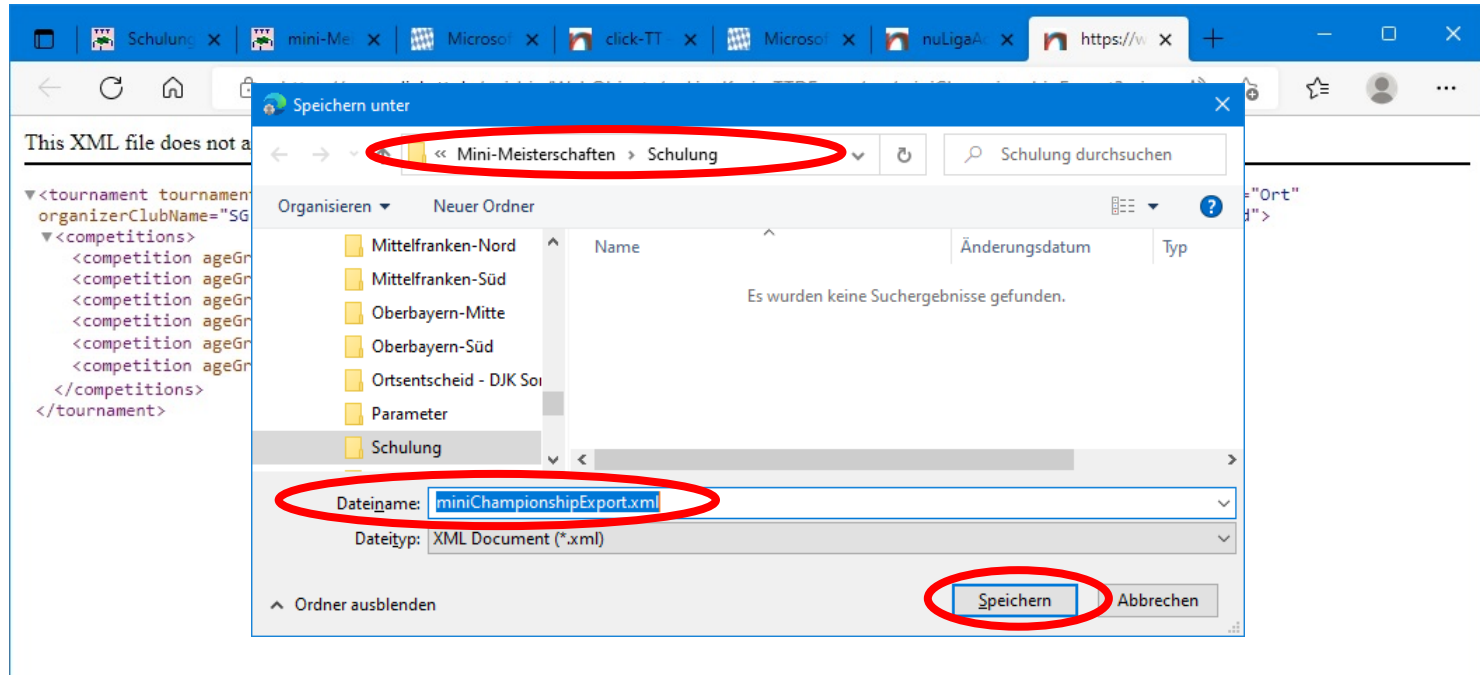 Schulung mini-Me Microsof click-TT Microsof nuLigaA https://w
This XML file does not a
<tournament tournamen
="Ort"
organizerClubName="SG
d">
<competitions>
<competition ageGr
<competition ageGr
<competition ageGr
<competition ageGr
<competition ageGr
<competition ageGr
</competitions>
</tournament>
Speichern unter
« Mini-Meisterschaften › Schulung
Schulung durchsuchen
Organisieren Neuer Ordner
Mittelfranken-Nord
Mittelfranken-Süd
Oberbayern-Mitte
Oberbayern-Süd
Ortsentscheid - DJK Sor
Parameter
Schulung
Name Änderungsdatum Typ
Es wurden keine Suchergebnisse gefunden.
Dateiname: miniChampionshipExport.xml
Dateityp: XML Document (*.xml)
Ordner ausblenden
Speichern Abbrechen